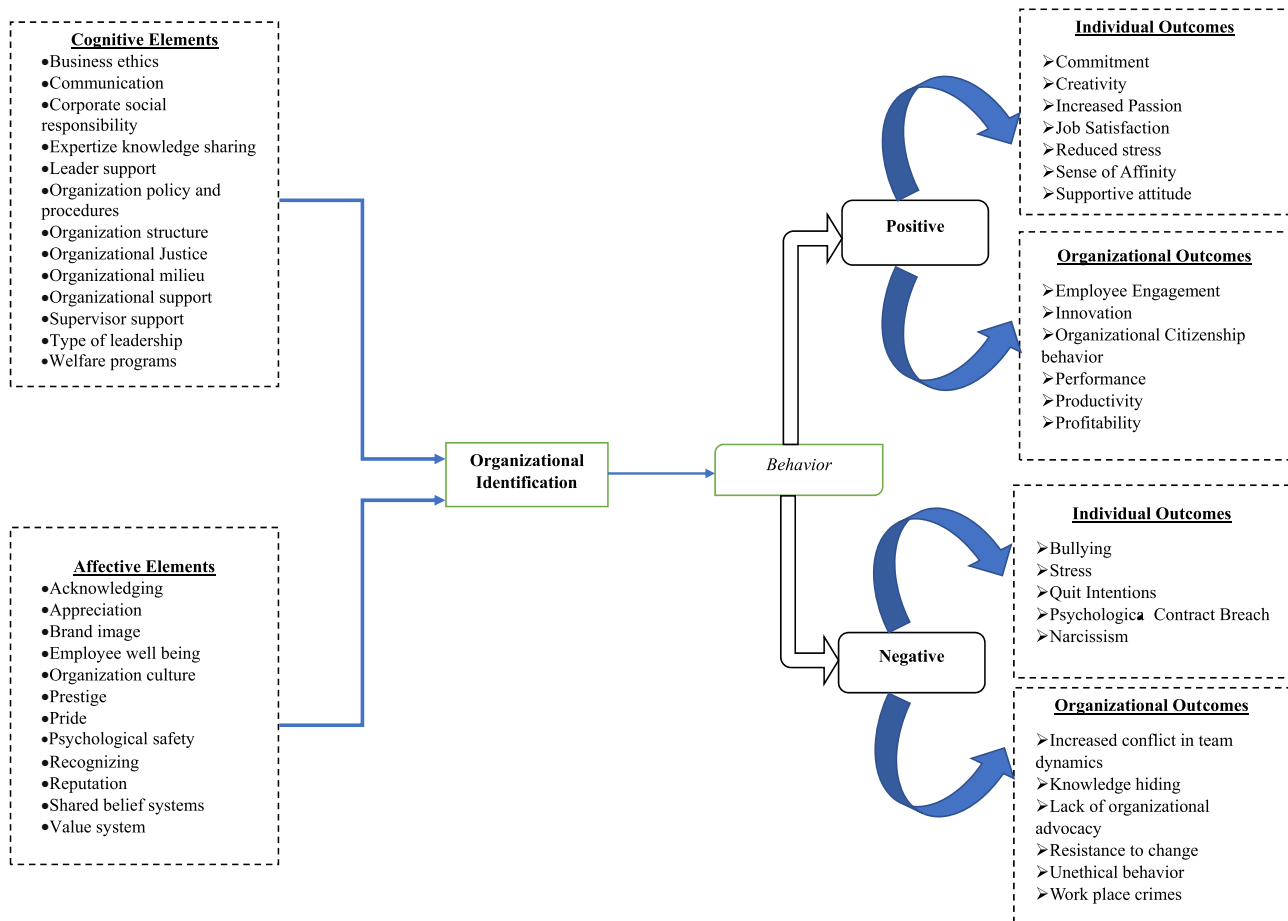 Cognitive Elements
•Business ethics
•Communication
•Corporate social
responsibility
•Expertize knowledge sharing
•Leader support
•Organization policy and
procedures
•Organization structure
•Organizational Justice
•Organizational milieu
•Organizational support
•Supervisor support
•Type of leadership
•Welfare programs
Affective Elements
•Acknowledging
•Appreciation
•Brand image
•Employee well being
•Organization culture
•Prestige
•Pride
•Psychological safety
•Recognizing
•Reputation
•Shared belief systems
•Value system
Organizational
Identification
Behavior
Positive
Negative
Individual Outcomes
➢Commitment
➢Creativity
➢Increased Passion
➢Job Satisfaction
➢Reduced stress
➢Sense of Affinity
➢Supportive attitude
Organizational Outcomes
➢Employee Engagement
➢Innovation
➢Organizational Citizenship
behavior
➢Performance
➢Productivity
➢Profitability
Individual Outcomes
➢Bullying
➢Stress
➢Quit Intentions
➢Psychologica Contract Breach
➢Narcissism
Organizational Outcomes
➢Increased conflict in team
dynamics
➢Knowledge hiding
➢Lack of organizational
advocacy
➢Resistance to change
➢Unethical behavior
➢Work place crimes